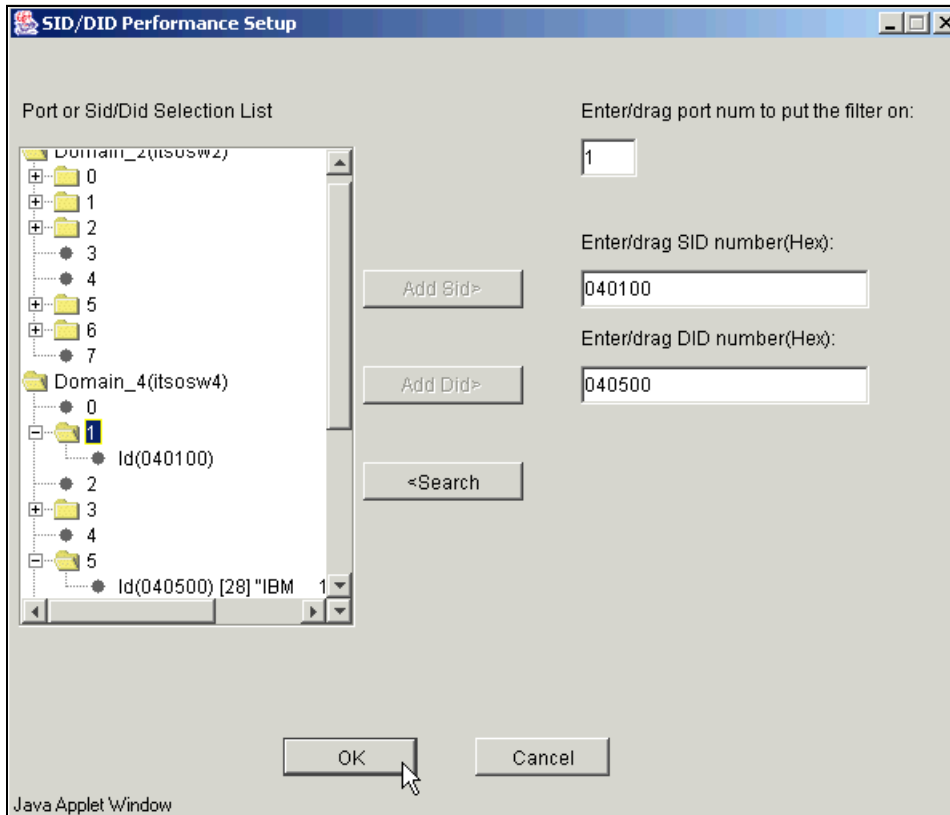 SID/DID Performance Setup
Port or Sid/Did Selection List
Domain_2(itsosw2)
0
1
2
3
4
5
6
7
Domain_4(itsosw4)
0
1
Id(040100)
2
3
4
5
Id(040500) [28] "IBM 1
Add Sid>
Add Did>
<Search
Enter/drag port num to put the filter on:
1
Enter/drag SID number(Hex):
040100
Enter/drag DID number(Hex):
040500
OK
Cancel
Java Applet Window